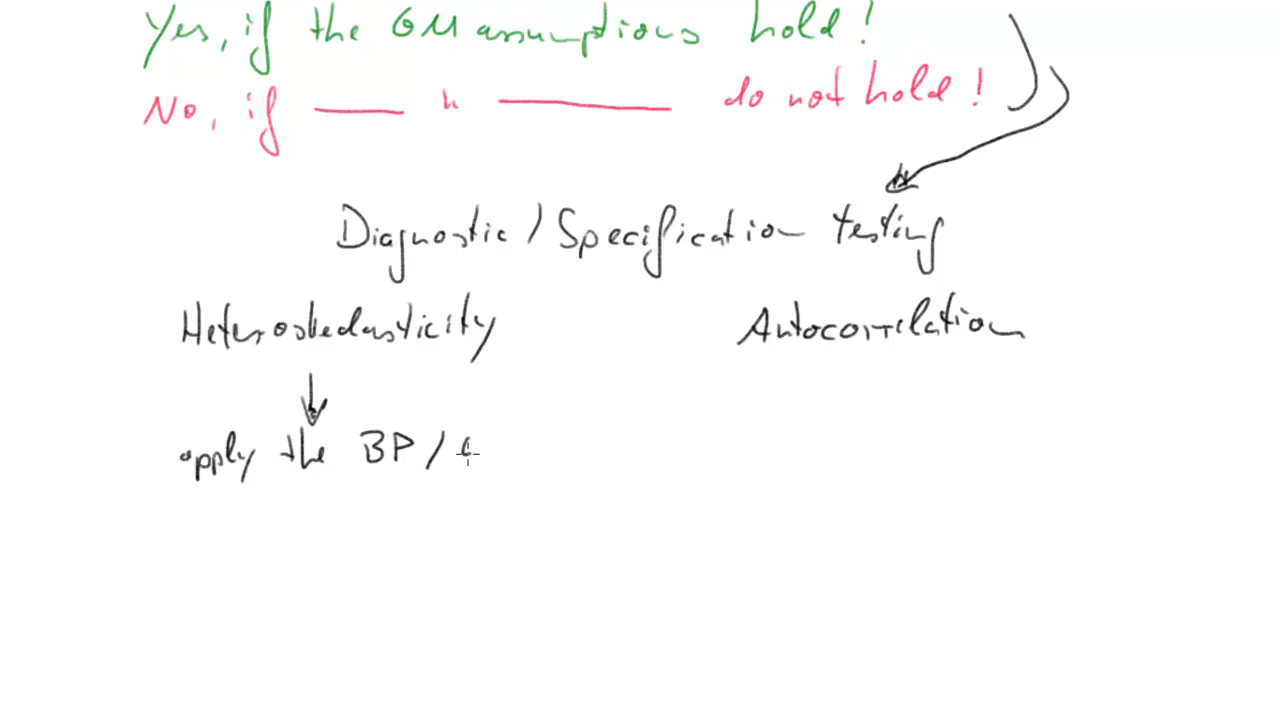 Yes, if the GM assumptions hold!
No, if —— " —— do not hold!
Diagnostic / Specification testing
Heteroskedasticity Autocorrelation
apply the BP /